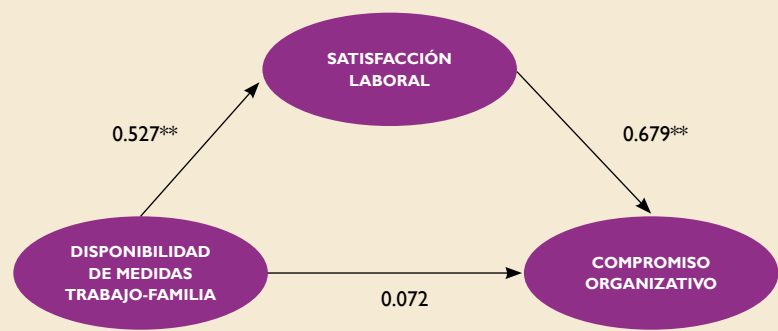 SATISFACCIÓN
LABORAL
0.527**
0.679**
DISPONIBILIDAD
DE MEDIDAS
TRABAJO-FAMILIA
COMPROMISO
ORGANIZATIVO
0.072